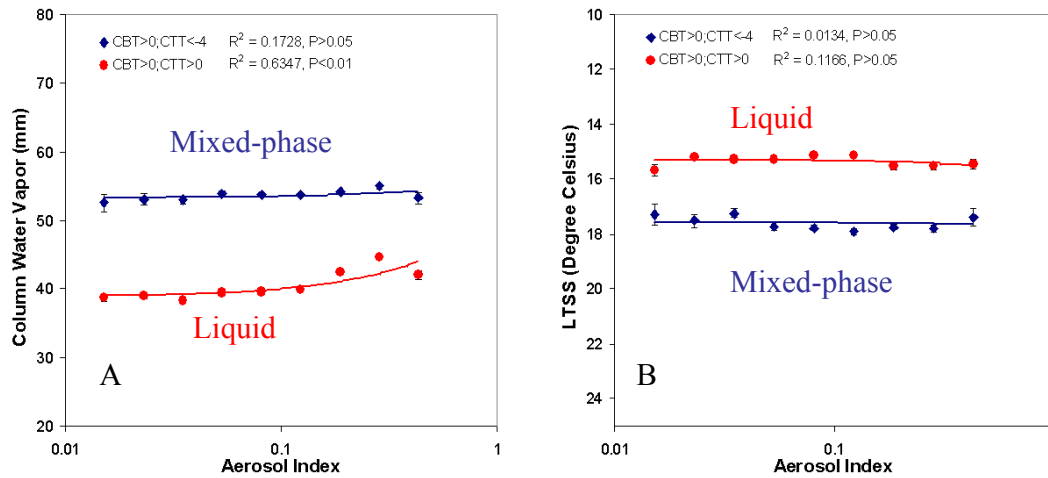 80
70
60
50
40
30
20
Column Water Vapor (mm)
CBT>0;CTT<-4 R² = 0.1728, P>0.05
CBT>0;CTT>0 R² = 0.6347, P<0.01
Mixed-phase
Liquid
A
0.01 0.1 1
Aerosol Index
10
12
14
16
18
20
22
24
LTSS (Degree Celsius)
CBT>0;CTT<-4 R² = 0.0134, P>0.05
CBT>0;CTT>0 R² = 0.1166, P>0.05
Liquid
Mixed-phase
B
0.01 0.1
Aerosol Index